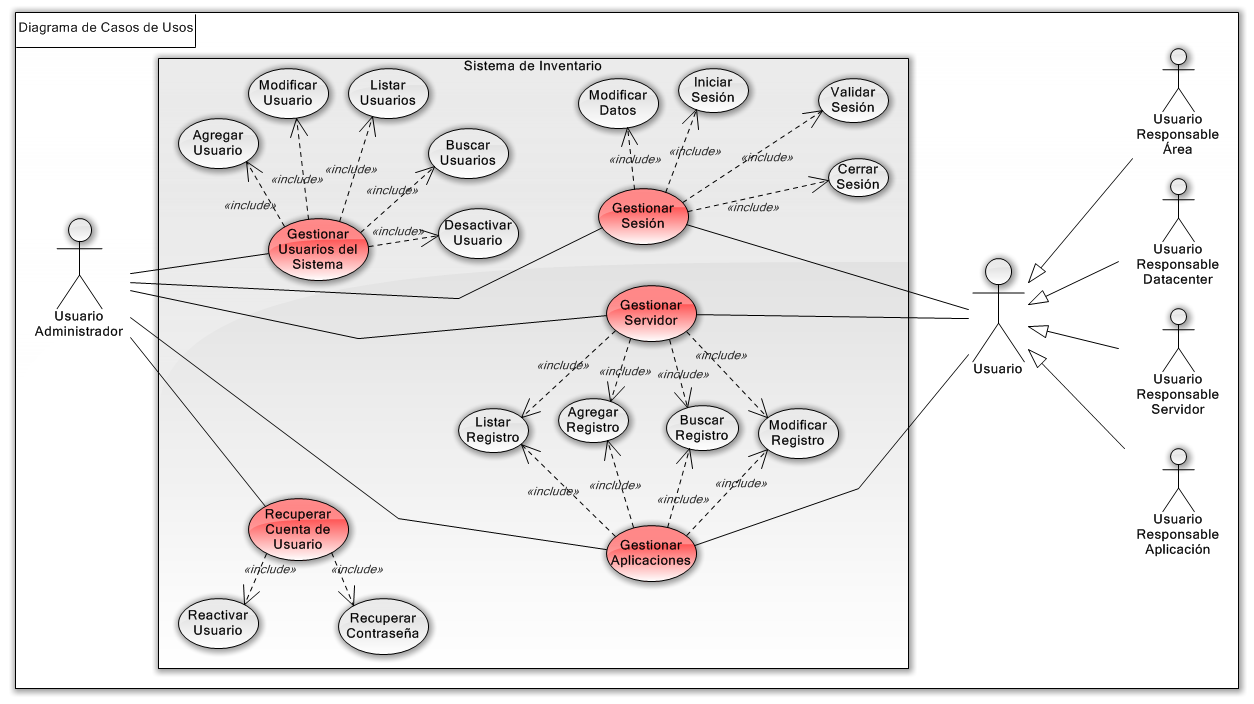 Diagrama de Casos de Usos
Sistema de Inventario
Modificar
Usuario
Listar
Usuarios
Agregar
Usuario
Buscar
Usuarios
Desactivar
Usuario
«include»
«include»
«include»
«include»
«include»
Gestionar
Usuarios del
Sistema
Modificar
Datos
Iniciar
Sesión
Validar
Sesión
Cerrar
Sesión
«include»
«include»
«include»
«include»
Gestionar
Sesión
Usuario
Administrador
Gestionar
Servidor
«include»
«include»
«include»
«include»
Listar
Registro
Agregar
Registro
Buscar
Registro
Modificar
Registro
«include»
«include»
«include»
«include»
Gestionar
Aplicaciones
Recuperar
Cuenta de
Usuario
«include»
«include»
Reactivar
Usuario
Recuperar
Contraseña
Usuario
Usuario
Responsable
Área
Usuario
Responsable
Datacenter
Usuario
Responsable
Servidor
Usuario
Responsable
Aplicación